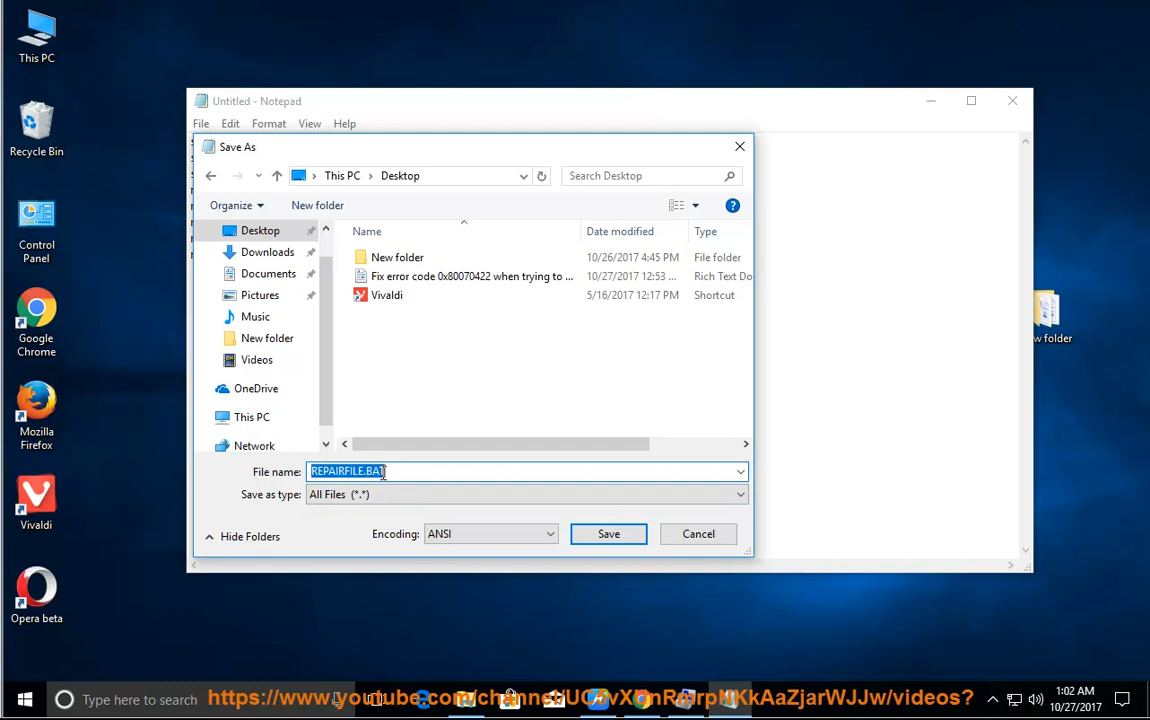 This PC
Recycle Bin
Control
Panel
Google
Chrome
Mozilla
Firefox
Vivaldi
Opera beta
Untitled - Notepad
File Edit Format View Help
Save As
This PC Desktop
Search Desktop
Organize New folder
Name Date modified Type
Desktop
Downloads
Documents
Pictures
Music
New folder
Videos
OneDrive
This PC
Network
New folder 10/26/2017 4:45 PM File folder
Fix error code 0x80070422 when trying to ... 10/27/2017 12:53 ... Rich Text Do
Vivaldi 5/16/2017 12:17 PM Shortcut
File name: REPAIRFILE.BAT
Save as type: All Files (*.*)
Hide Folders Encoding: ANSI Save Cancel
w folder
Type here to search
1:02 AM
10/27/2017